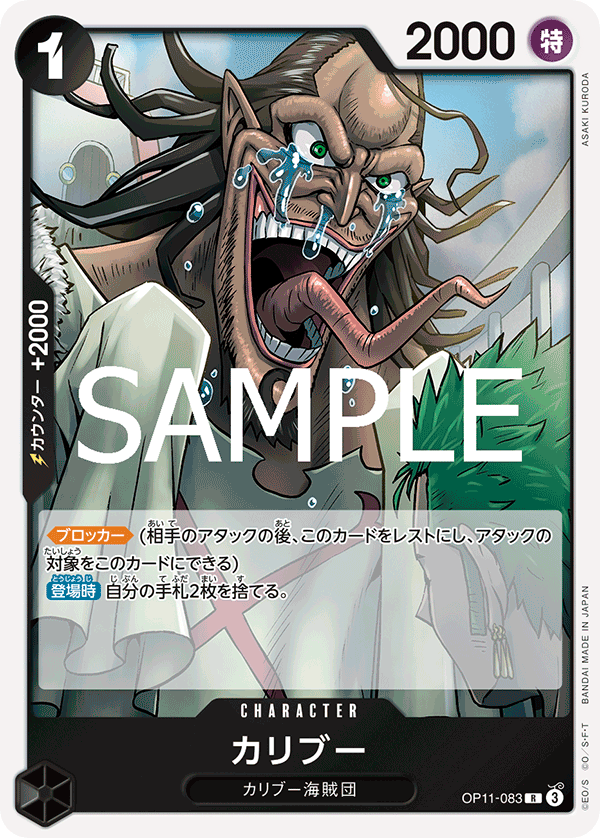 1
2000
特
ASAKI KURODA
カウンター +2000
SAMPLE
ブロッカー (相手のアタックの後、このカードをレストにし、アタックの
対象をこのカードにできる)
登場時 自分の手札2枚を捨てる。
CHARACTER
カリブー
カリブー海賊団
OP11-083 R 3
©EO/S ©O／S・F・T BANDAI MADE IN JAPAN